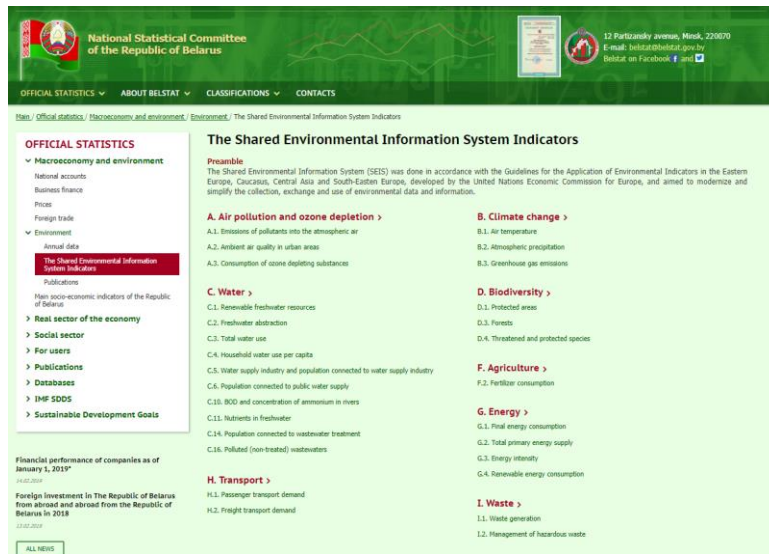 National Statistical Committee
of the Republic of Belarus
12 Partizansky avenue, Minsk, 220070
E-mail: belstat@belstat.gov.by
Belstat on Facebook and
OFFICIAL STATISTICS ABOUT BELSTAT CLASSIFICATIONS CONTACTS
Main / Official statistics / Macroeconomy and environment / Environment / The Shared Environmental Information System Indicators
OFFICIAL STATISTICS
Macroeconomy and environment
National accounts
Business finance
Prices
Foreign trade
Environment
Annual data
The Shared Environmental Information
System Indicators
Publications
Main socio-economic indicators of the Republic
of Belarus
Real sector of the economy
Social sector
For users
Publications
Databases
IMF SDDS
Sustainable Development Goals
Financial performance of companies as of
January 1, 2019*
14.02.2019
Foreign investment in The Republic of Belarus
from abroad and abroad from the Republic of
Belarus in 2018
13.02.2019
ALL NEWS
The Shared Environmental Information System Indicators
Preamble
The Shared Environmental Information System (SEIS) was done in accordance with the Guidelines for the Application of Environmental Indicators in the Eastern
Europe, Caucasus, Central Asia and South-Easten Europe, developed by the United Nations Economic Commission for Europe, and aimed to modernize and
simplify the collection, exchange and use of environmental data and information.
A. Air pollution and ozone depletion >
A.1. Emissions of pollutants into the atmospheric air
A.2. Ambient air quality in urban areas
A.3. Consumption of ozone depleting substances
B. Climate change >
B.1. Air temperature
B.2. Atmospheric precipitation
B.3. Greenhouse gas emissions
C. Water >
C.1. Renewable freshwater resources
C.2. Freshwater abstraction
C.3. Total water use
C.4. Household water use per capita
C.5. Water supply industry and population connected to water supply industry
C.6. Population connected to public water supply
C.10. BOD and concentration of ammonium in rivers
C.11. Nutrients in freshwater
C.14. Population connected to wastewater treatment
C.16. Polluted (non-treated) wastewaters
D. Biodiversity >
D.1. Protected areas
D.3. Forests
D.4. Threatened and protected species
F. Agriculture >
F.2. Fertilizer consumption
G. Energy >
G.1. Final energy consumption
G.2. Total primary energy supply
G.3. Energy intensity
G.4. Renewable energy consumption
H. Transport >
H.1. Passenger transport demand
H.2. Freight transport demand
I. Waste >
I.1. Waste generation
I.2. Management of hazardous waste